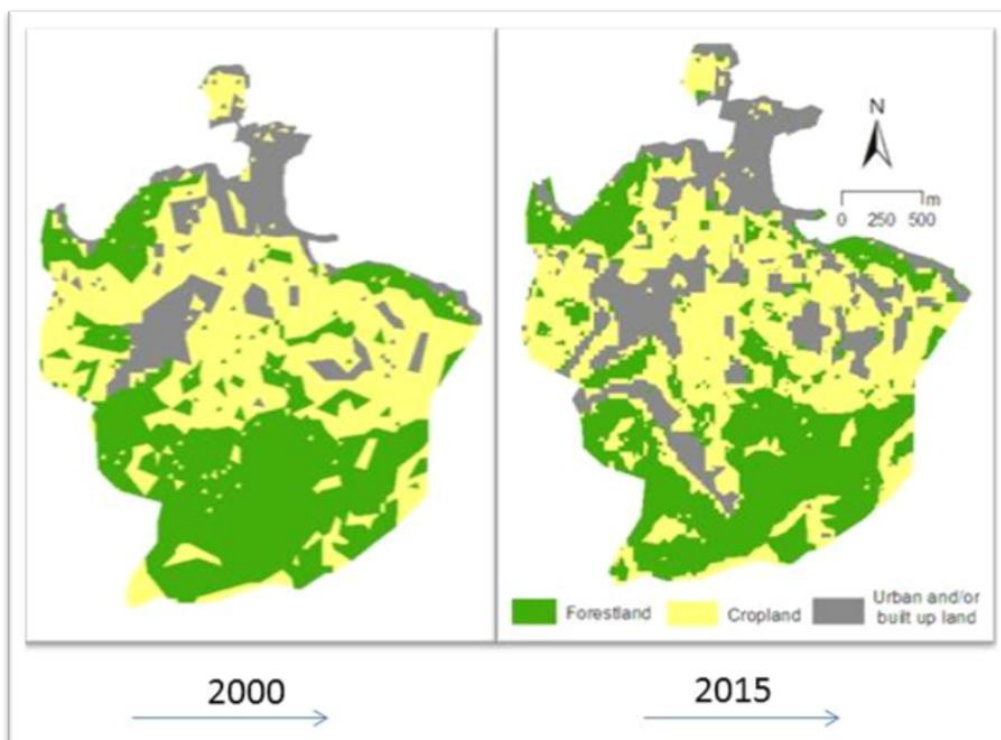 N
m
0 250 500
Forestland
Cropland
Urban and/or
built up land
2000
2015